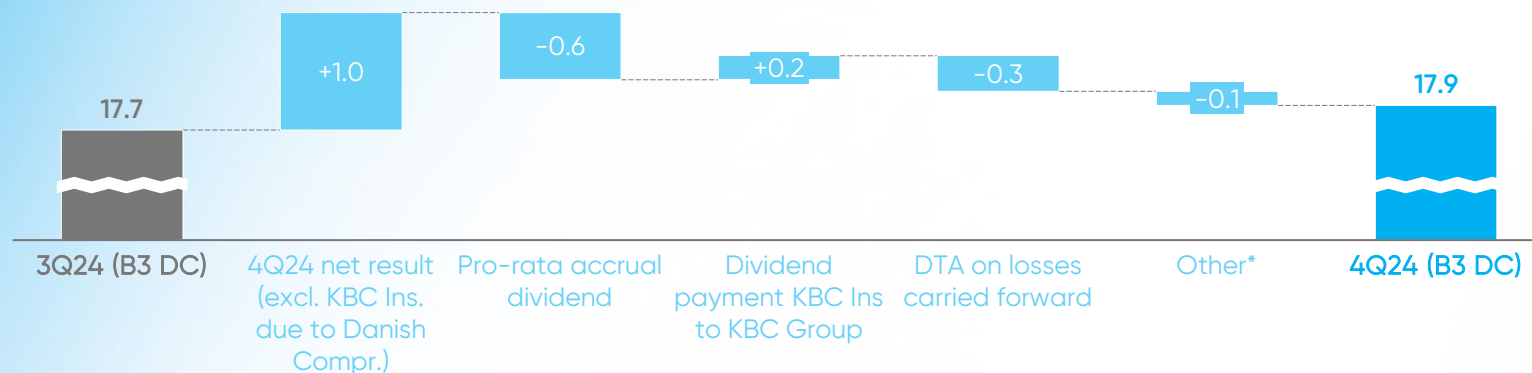 17.7
+1.0
-0.6
+0.2
-0.3
-0.1
17.9
3Q24 (B3 DC)
4Q24 net result
(excl. KBC Ins.
due to Danish
Compr.)
Pro-rata accrual
dividend
Dividend
payment KBC Ins
to KBC Group
DTA on losses
carried forward
Other*
4Q24 (B3 DC)